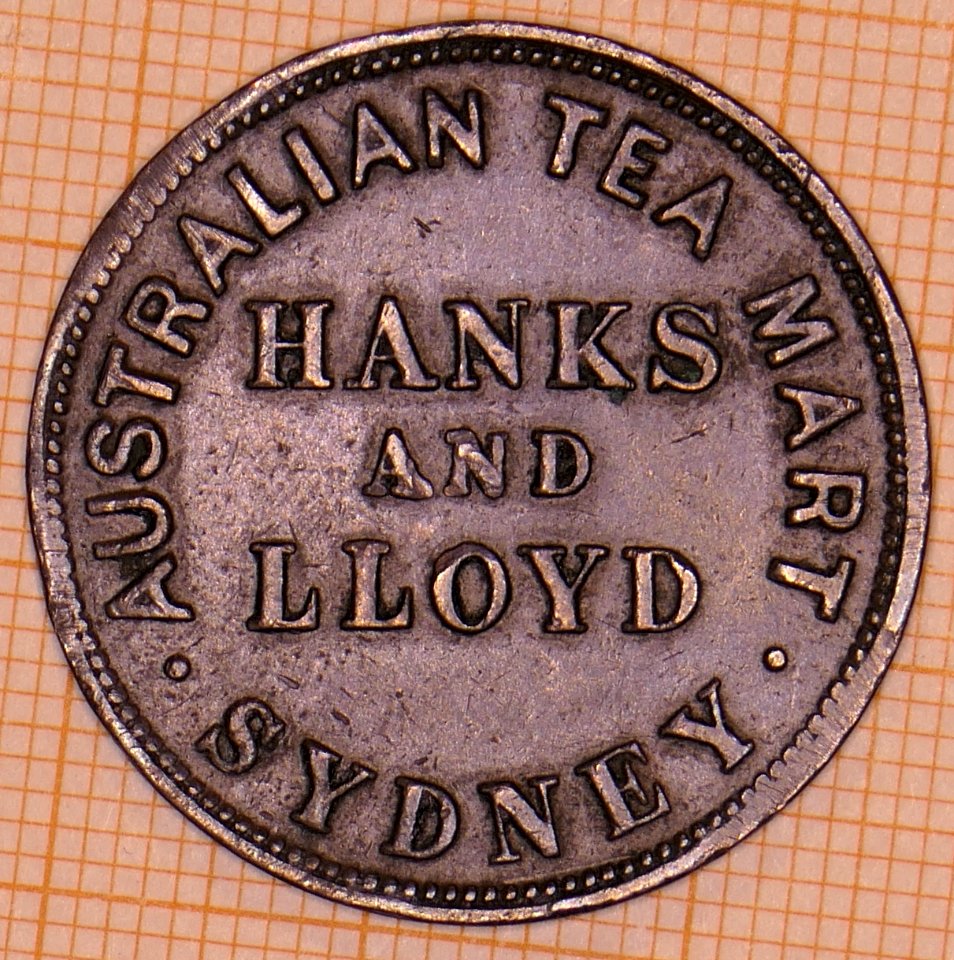 AUSTRALIAN TEA MART
HANKS
AND
LLOYD
· SYDNEY ·